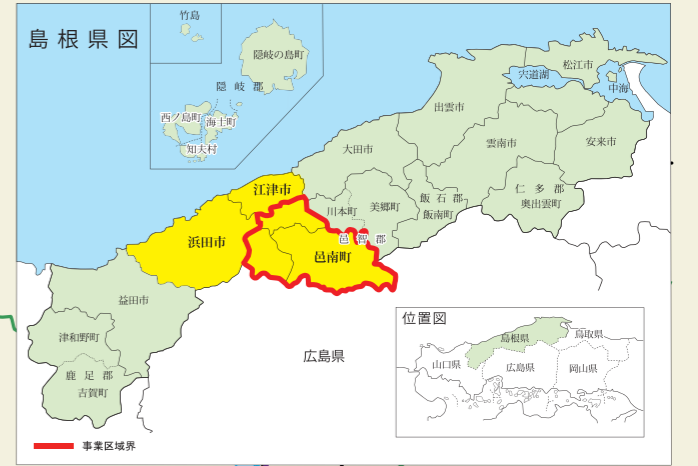 島根県図
竹島
隠岐の島町
隠岐郡
西ノ島町
海士町
知夫村
松江市
宍道湖
中海
出雲市
安来市
雲南市
大田市
仁多郡
奥出雲町
飯石郡
飯南町
美郷町
川本町
江津市
邑智郡
浜田市
邑南町
益田市
津和野町
鹿足郡
吉賀町
広島県
位置図
島根県
鳥取県
山口県
広島県
岡山県
事業区域界